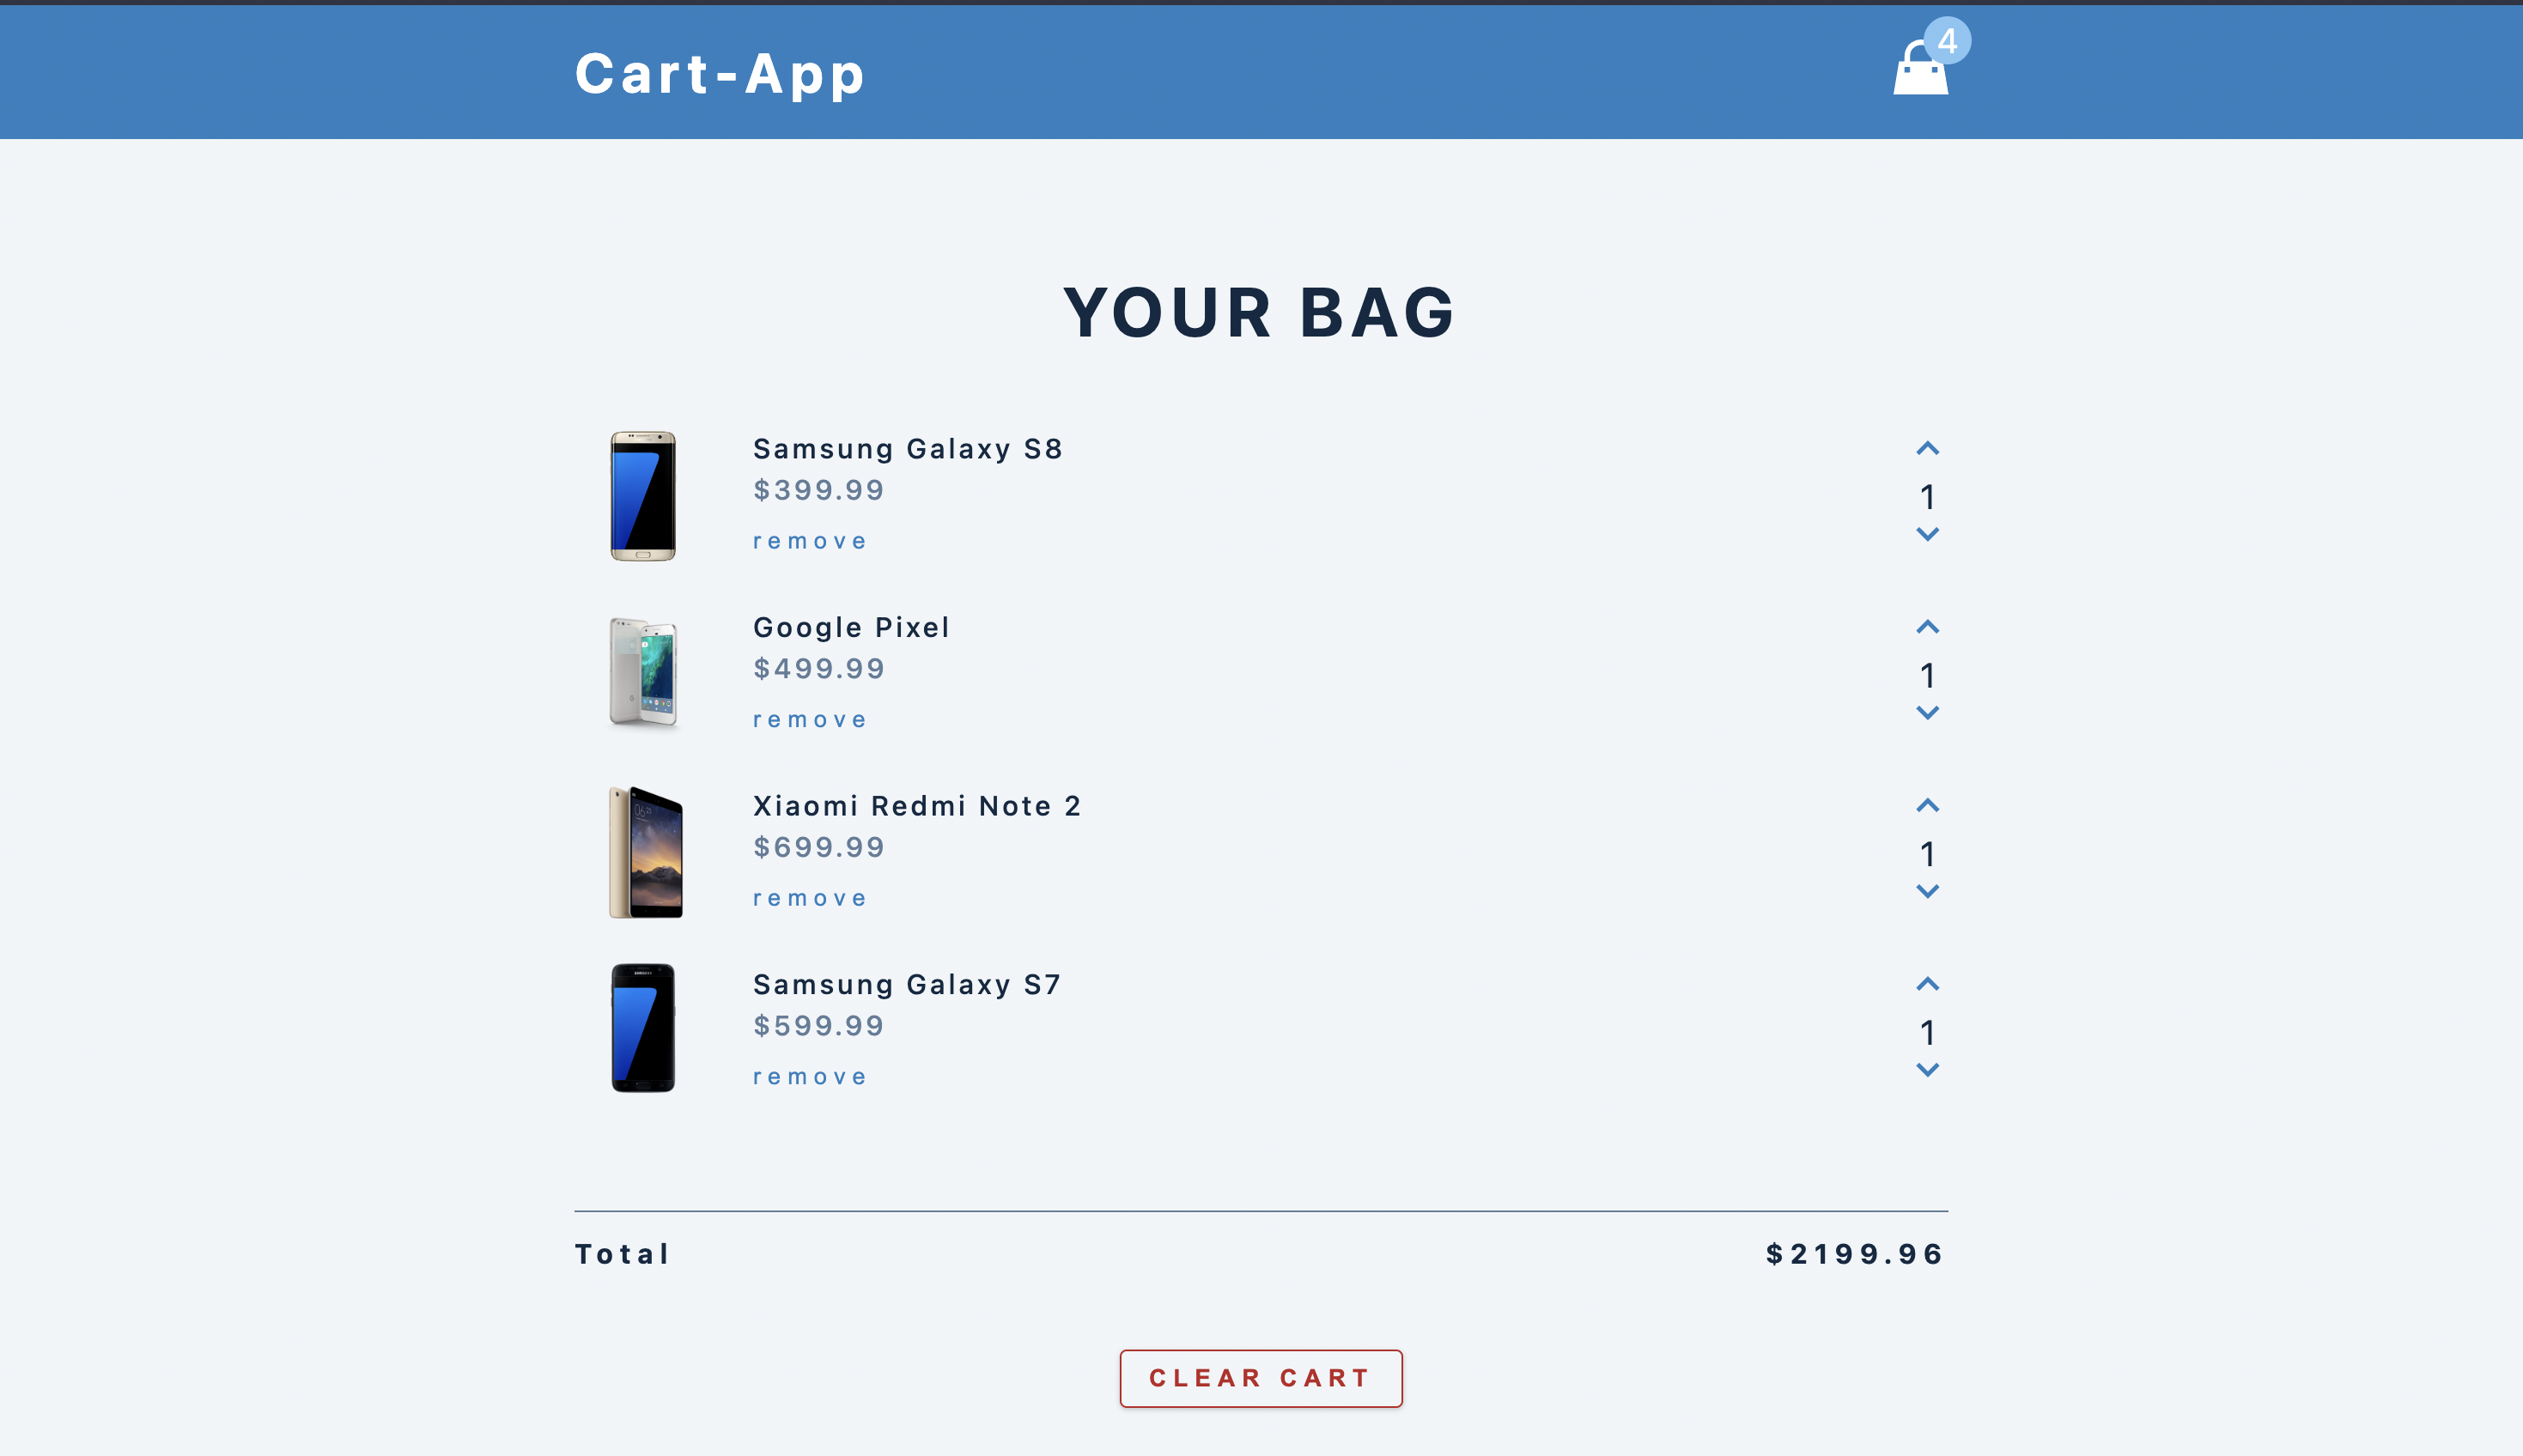 Cart-App
4
YOUR BAG
Samsung Galaxy S8
$399.99
remove
1
Google Pixel
$499.99
remove
1
Xiaomi Redmi Note 2
$699.99
remove
1
Samsung Galaxy S7
$599.99
remove
1
Total
$2199.96
CLEAR CART